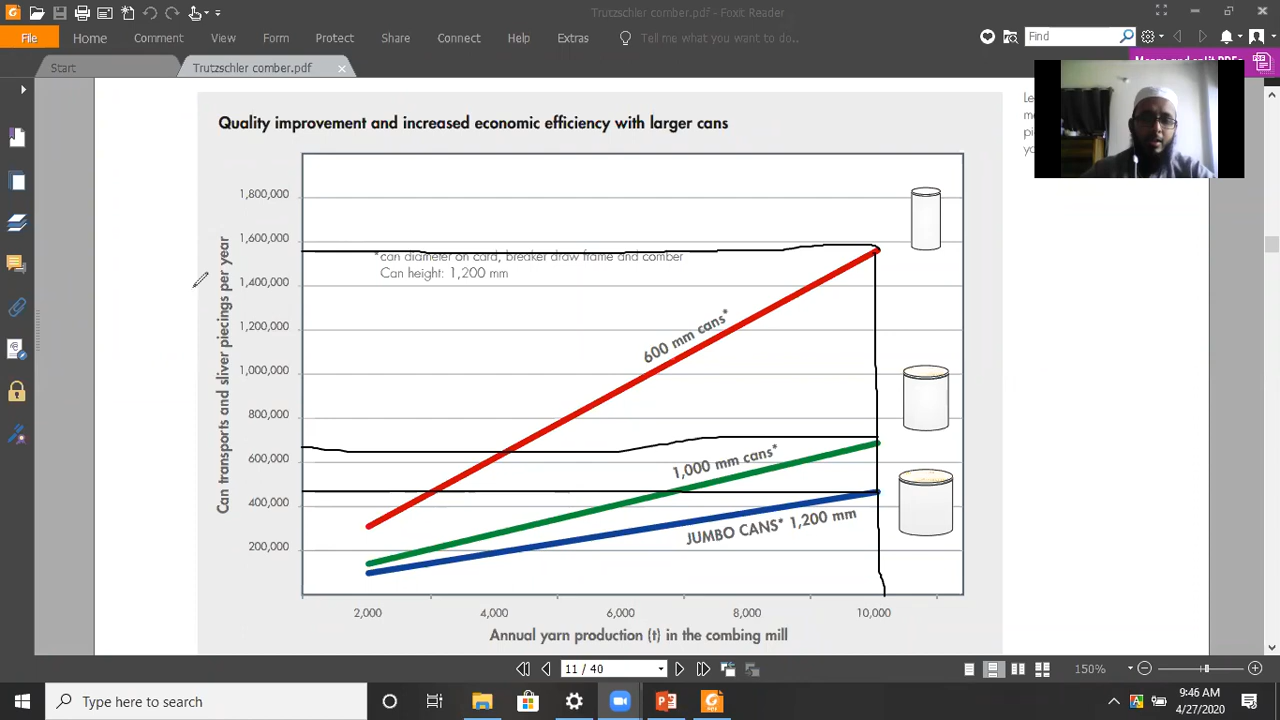 Trutzschler comber.pdf - Foxit Reader
File Home Comment View Form Protect Share Connect Help Extras Tell me what you want to do.. Find
Start Trutzschler comber.pdf
Quality improvement and increased economic efficiency with larger cans
Can transports and sliver piecings per year
1,800,000
1,600,000
*can diameter on card, breaker draw frame and comber
Can height: 1,200 mm
1,400,000
1,200,000
600 mm cans*
1,000,000
800,000
1,000 mm cans*
600,000
400,000
JUMBO CANS* 1,200 mm
200,000
2,000 4,000 6,000 8,000 10,000
Annual yarn production (t) in the combing mill
11 / 40 150%
Type here to search
9:46 AM
4/27/2020